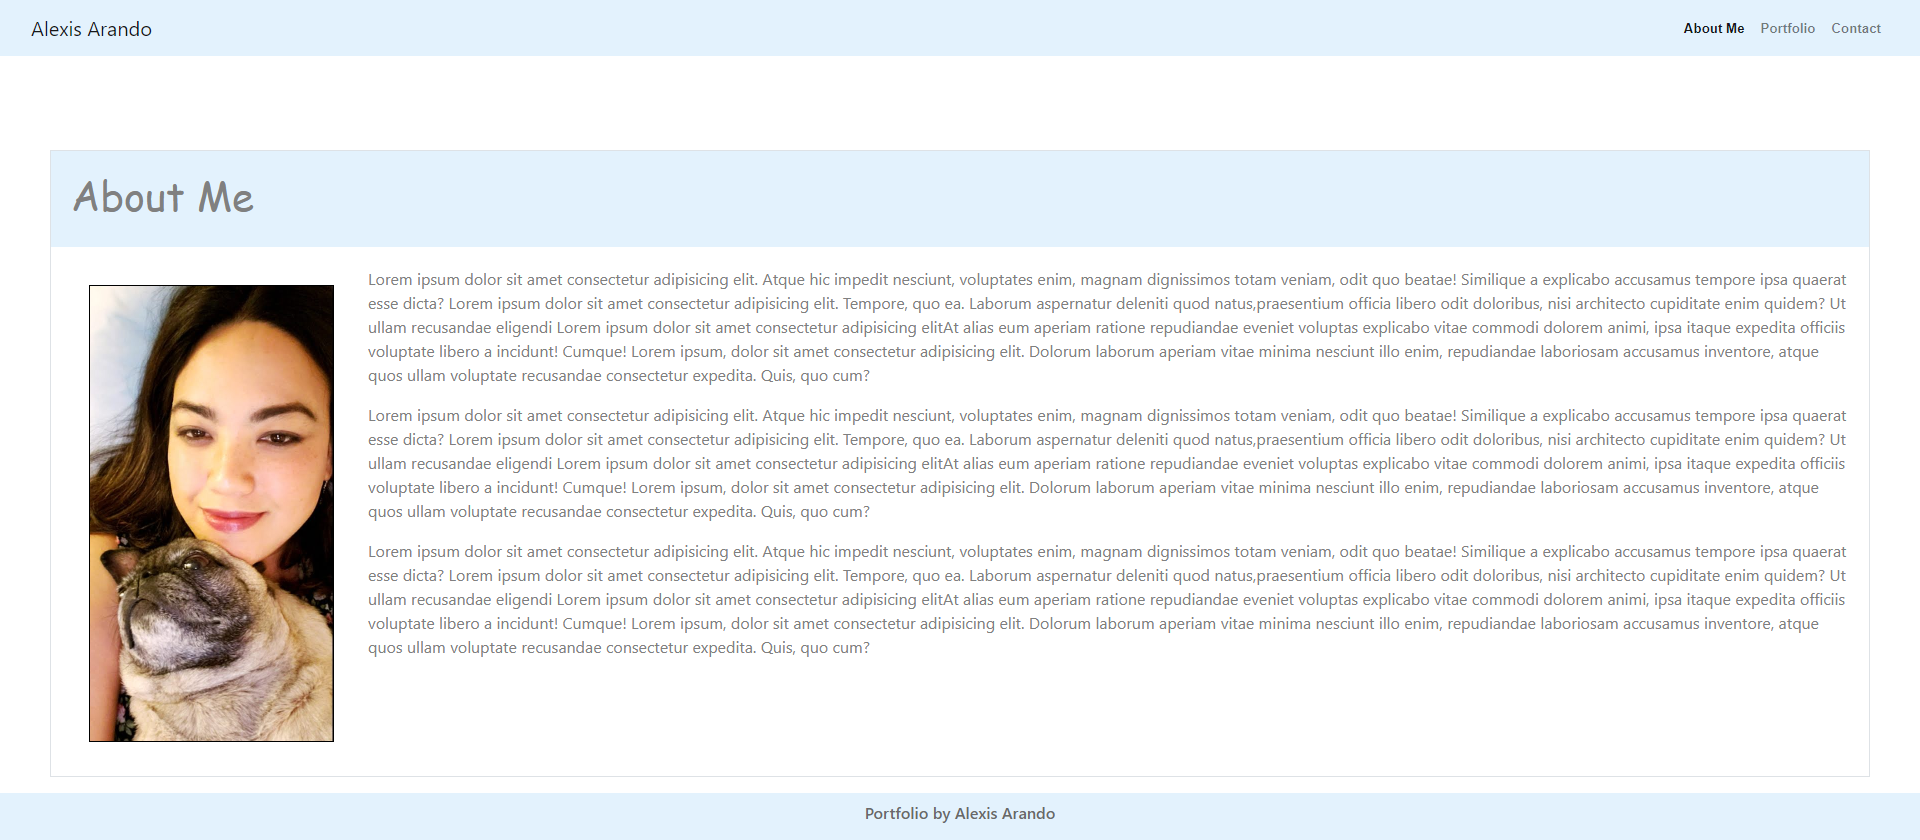 Alexis Arando
About Me Portfolio Contact
About Me
Lorem ipsum dolor sit amet consectetur adipisicing elit. Atque hic impedit nesciunt, voluptates enim, magnam dignissimos totam veniam, odit quo beatae! Similique a explicabo accusamus tempore ipsa quaerat
esse dicta? Lorem ipsum dolor sit amet consectetur adipisicing elit. Tempore, quo ea. Laborum aspernatur deleniti quod natus,praesentium officia libero odit doloribus, nisi architecto cupiditate enim quidem? Ut
ullam recusandae eligendi Lorem ipsum dolor sit amet consectetur adipisicing elitAt alias eum aperiam ratione repudiandae eveniet voluptas explicabo vitae commodi dolorem animi, ipsa itaque expedita officiis
voluptate libero a incidunt! Cumque! Lorem ipsum, dolor sit amet consectetur adipisicing elit. Dolorum laborum aperiam vitae minima nesciunt illo enim, repudiandae laboriosam accusamus inventore, atque
quos ullam voluptate recusandae consectetur expedita. Quis, quo cum?
Lorem ipsum dolor sit amet consectetur adipisicing elit. Atque hic impedit nesciunt, voluptates enim, magnam dignissimos totam veniam, odit quo beatae! Similique a explicabo accusamus tempore ipsa quaerat
esse dicta? Lorem ipsum dolor sit amet consectetur adipisicing elit. Tempore, quo ea. Laborum aspernatur deleniti quod natus,praesentium officia libero odit doloribus, nisi architecto cupiditate enim quidem? Ut
ullam recusandae eligendi Lorem ipsum dolor sit amet consectetur adipisicing elitAt alias eum aperiam ratione repudiandae eveniet voluptas explicabo vitae commodi dolorem animi, ipsa itaque expedita officiis
voluptate libero a incidunt! Cumque! Lorem ipsum, dolor sit amet consectetur adipisicing elit. Dolorum laborum aperiam vitae minima nesciunt illo enim, repudiandae laboriosam accusamus inventore, atque
quos ullam voluptate recusandae consectetur expedita. Quis, quo cum?
Lorem ipsum dolor sit amet consectetur adipisicing elit. Atque hic impedit nesciunt, voluptates enim, magnam dignissimos totam veniam, odit quo beatae! Similique a explicabo accusamus tempore ipsa quaerat
esse dicta? Lorem ipsum dolor sit amet consectetur adipisicing elit. Tempore, quo ea. Laborum aspernatur deleniti quod natus,praesentium officia libero odit doloribus, nisi architecto cupiditate enim quidem? Ut
ullam recusandae eligendi Lorem ipsum dolor sit amet consectetur adipisicing elitAt alias eum aperiam ratione repudiandae eveniet voluptas explicabo vitae commodi dolorem animi, ipsa itaque expedita officiis
voluptate libero a incidunt! Cumque! Lorem ipsum, dolor sit amet consectetur adipisicing elit. Dolorum laborum aperiam vitae minima nesciunt illo enim, repudiandae laboriosam accusamus inventore, atque
quos ullam voluptate recusandae consectetur expedita. Quis, quo cum?
Portfolio by Alexis Arando